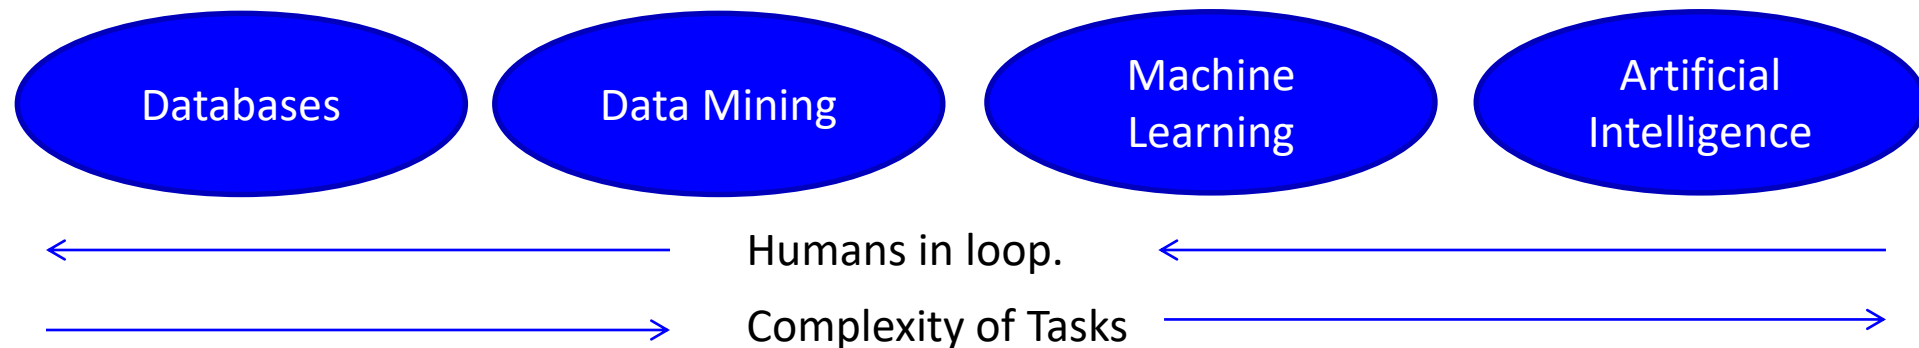 Databases
Data Mining
Machine
Learning
Artificial
Intelligence
Humans in loop.
Complexity of Tasks